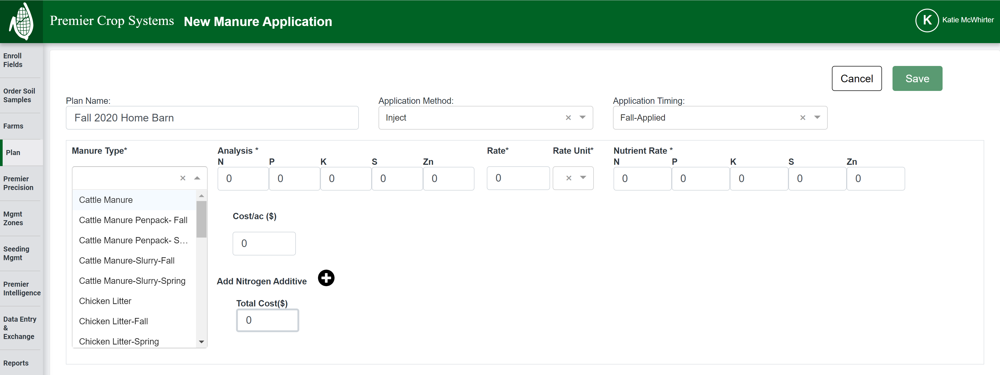 Premier Crop Systems New Manure Application
K Katie McWhirter
Enroll
Fields
Order Soil
Samples
Farms
Plan
Premier
Precision
Mgmt
Zones
Seeding
Mgmt
Premier
Intelligence
Data Entry
&
Exchange
Reports
Cancel Save
Plan Name: Application Method: Application Timing:
Fall 2020 Home Barn Inject × Fall-Applied ×
Manure Type* Analysis * Rate* Rate Unit* Nutrient Rate *
N P K S Zn N P K S Zn
× 0 0 0 0 0 0 × 0 0 0 0 0
Cattle Manure
Cattle Manure Penpack- Fall
Cattle Manure Penpack- S...
Cattle Manure-Slurry-Fall
Cattle Manure-Slurry-Spring
Chicken Litter
Chicken Litter-Fall
Chicken Litter-Spring
Cost/ac ($)
0
Add Nitrogen Additive
Total Cost($)
0